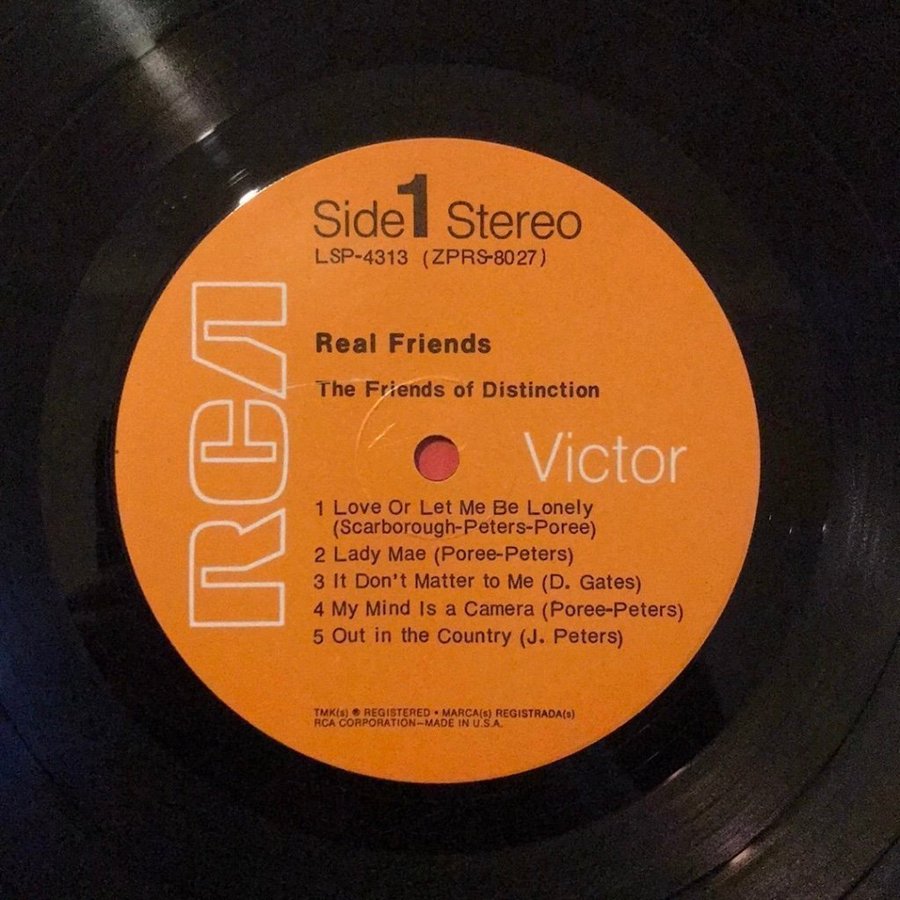 Side 1 Stereo
LSP-4313 (ZPRS-8027)
RCA
Real Friends
The Friends of Distinction
Victor
1 Love Or Let Me Be Lonely
(Scarborough-Peters-Poree)
2 Lady Mae (Poree-Peters)
3 It Don't Matter to Me (D. Gates)
4 My Mind Is a Camera (Poree-Peters)
5 Out in the Country (J. Peters)
TMK(s) ® REGISTERED • MARCA(s) REGISTRADA(s)
RCA CORPORATION—MADE IN U.S.A.